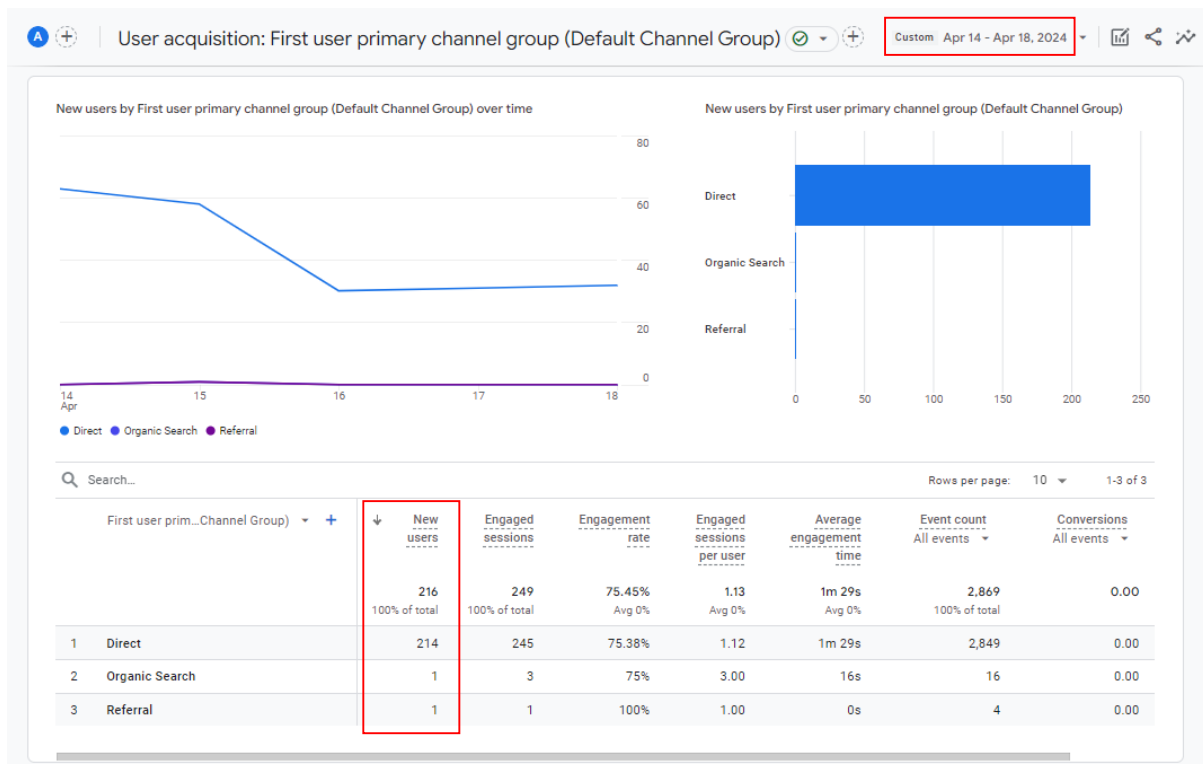 A
User acquisition: First user primary channel group (Default Channel Group)
Custom Apr 14 - Apr 18, 2024
New users by First user primary channel group (Default Channel Group) over time
80
60
40
20
0
14
Apr
15
16
17
18
Direct Organic Search Referral
New users by First user primary channel group (Default Channel Group)
Direct
Organic Search
Referral
0 50 100 150 200 250
Search...
Rows per page: 10 1-3 of 3
First user prim...Channel Group) +
New
users
Engaged
sessions
Engagement
rate
Engaged
sessions
per user
Average
engagement
time
Event count
All events
Conversions
All events
216 249 75.45% 1.13 1m 29s 2,869 0.00
100% of total 100% of total Avg 0% Avg 0% Avg 0% 100% of total
1 Direct 214 245 75.38% 1.12 1m 29s 2,849 0.00
2 Organic Search 1 3 75% 3.00 16s 16 0.00
3 Referral 1 1 100% 1.00 0s 4 0.00